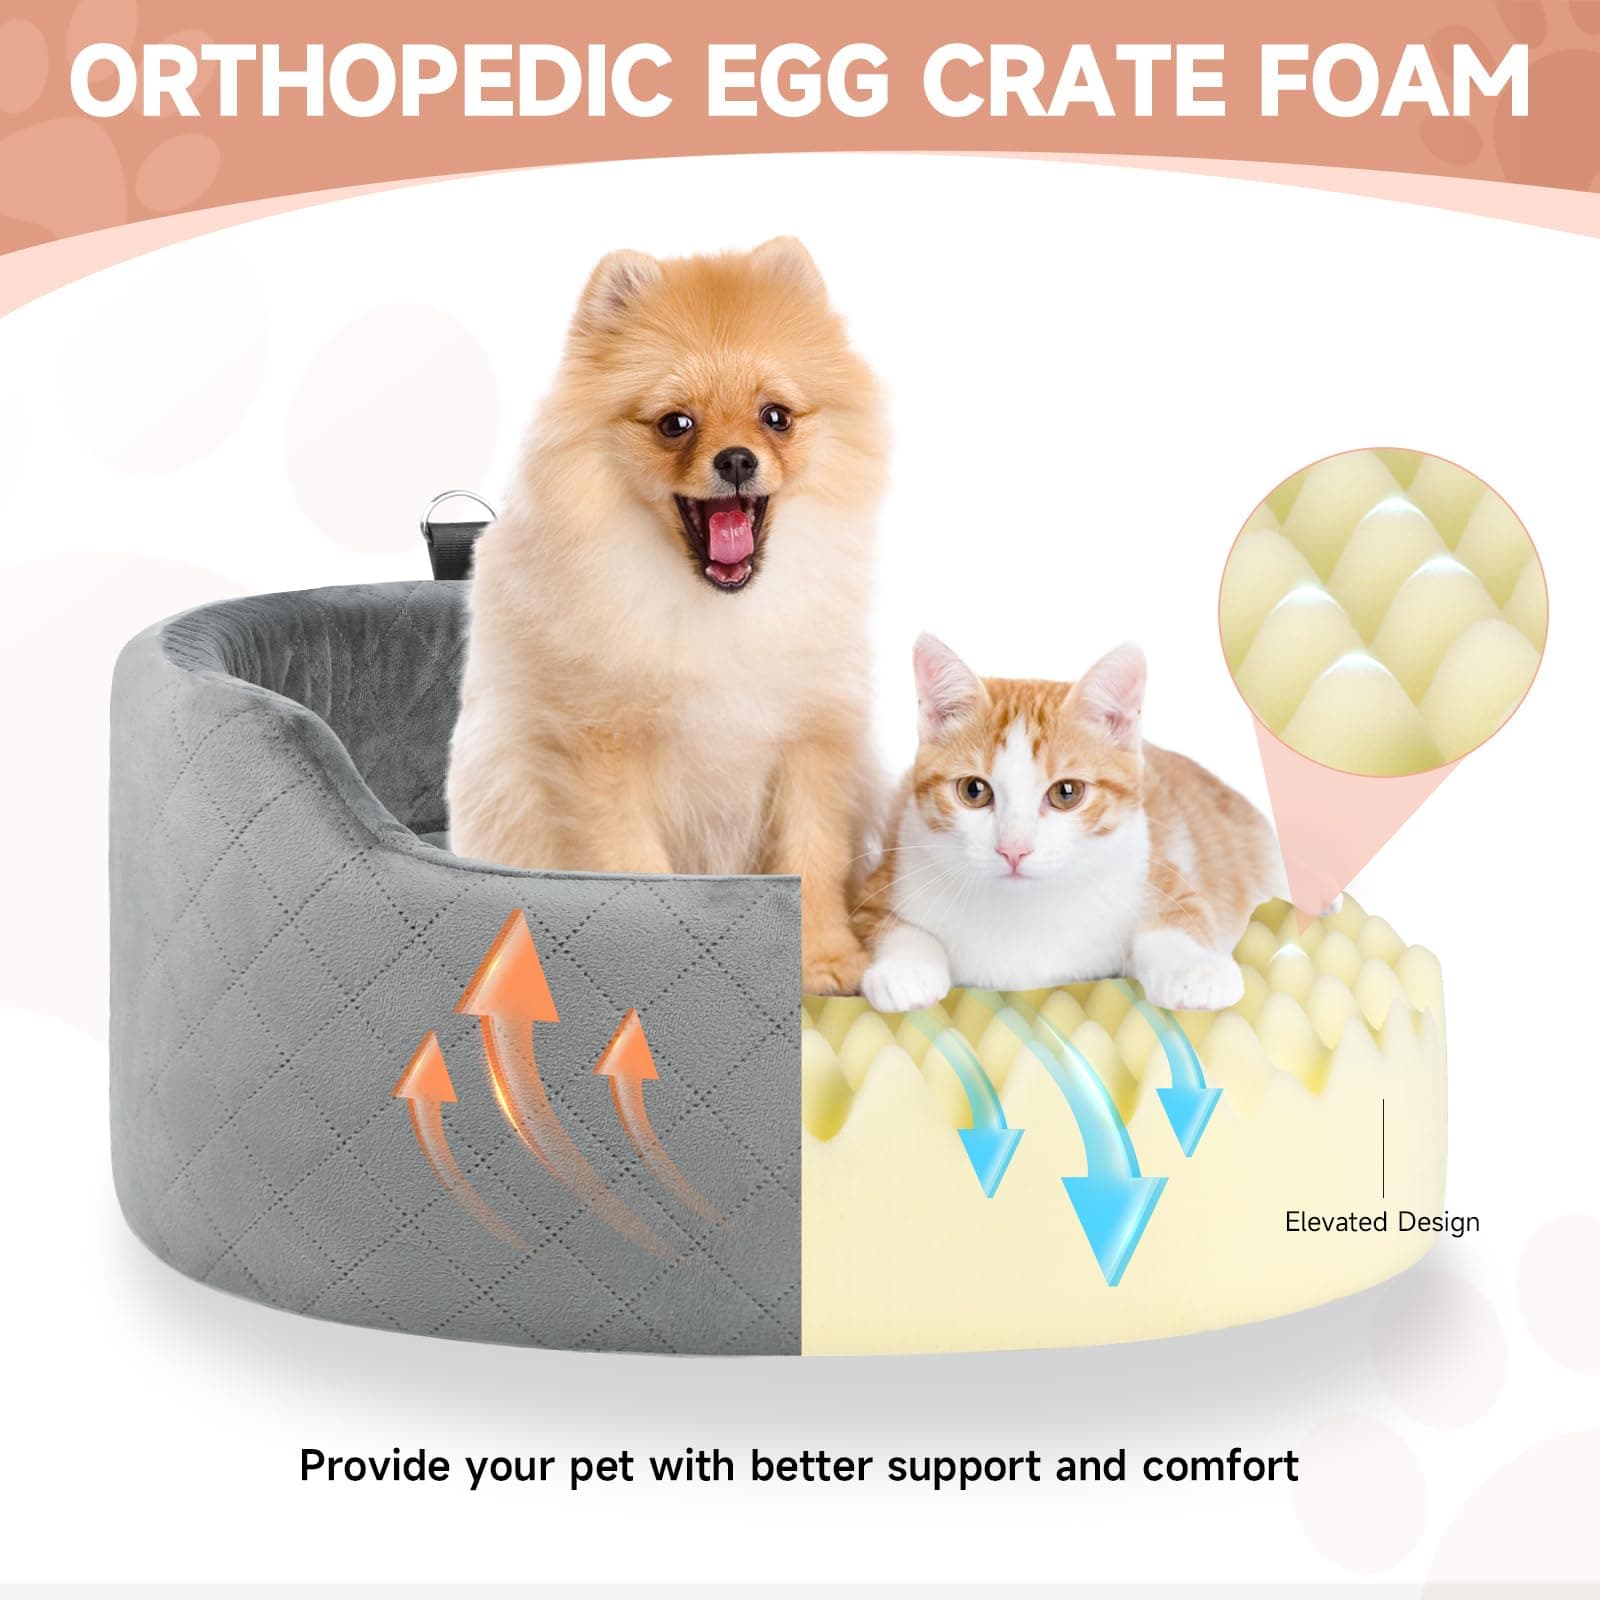 ORTHOPEDIC EGG CRATE FOAM
Elevated Design
Provide your pet with better support and comfort